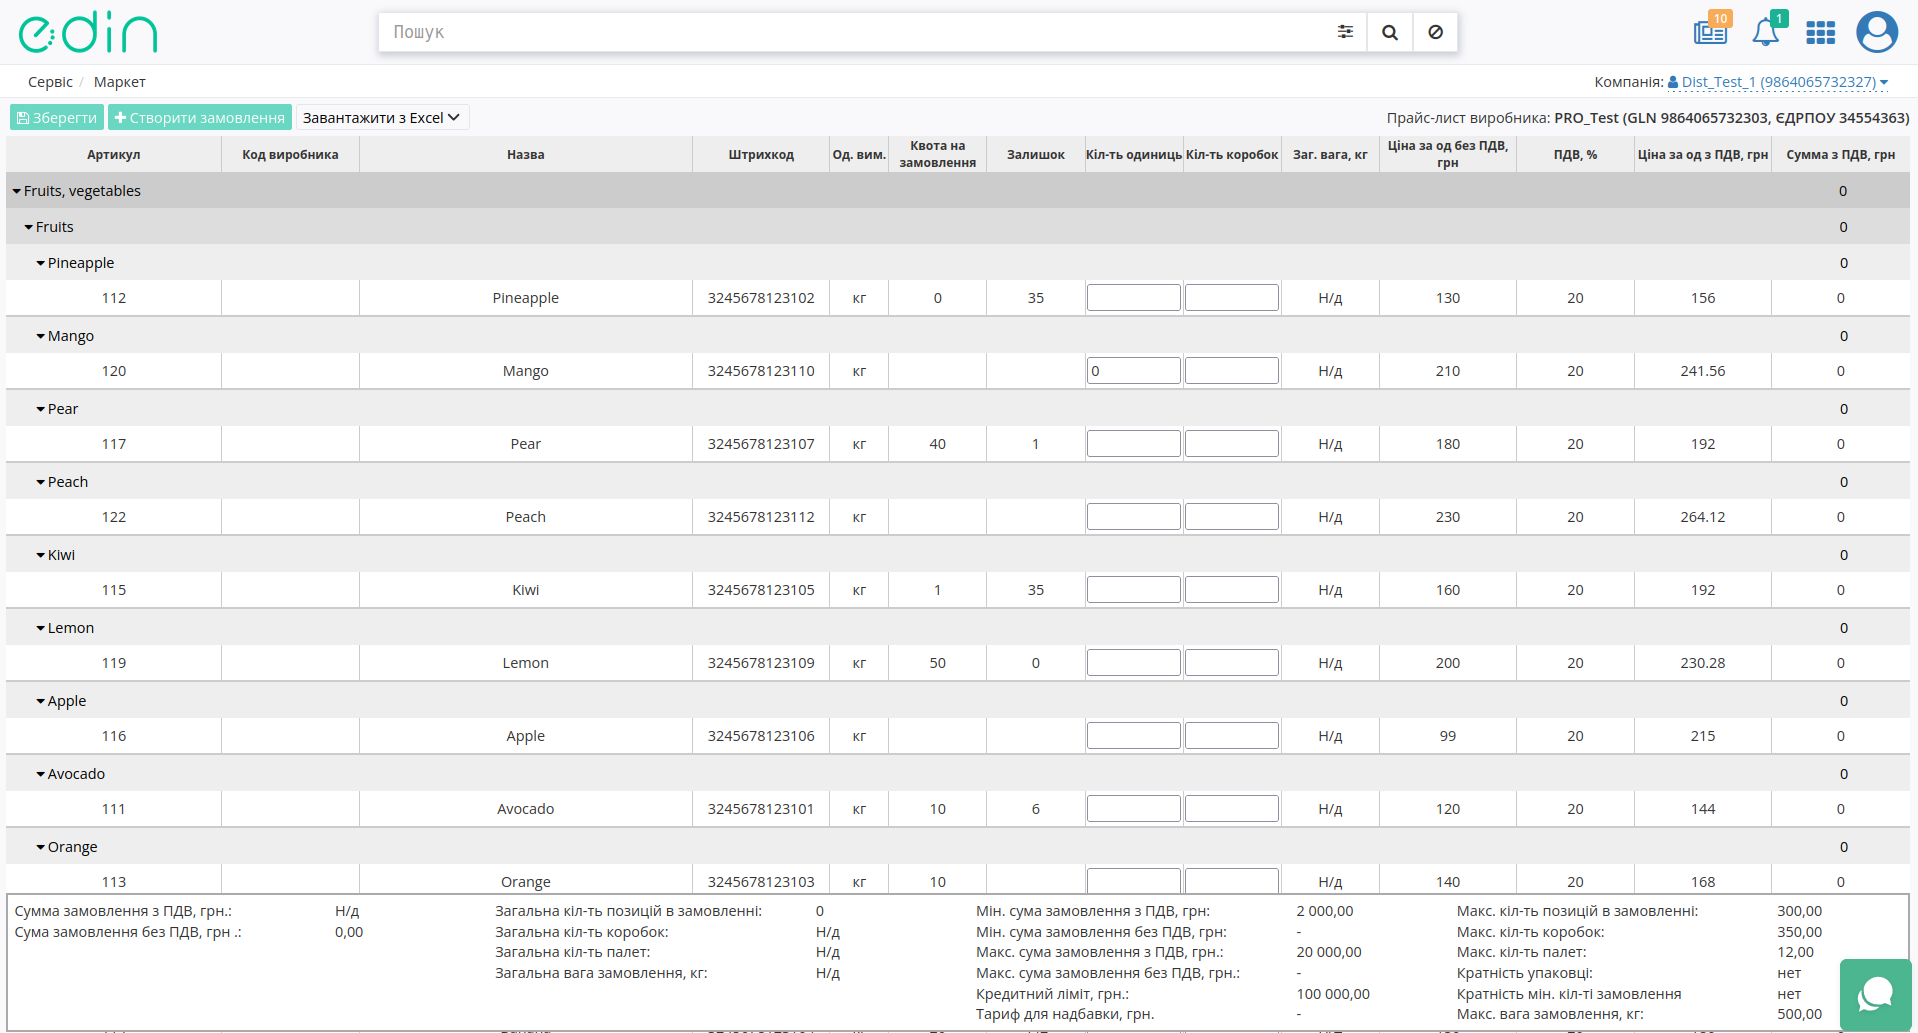 edin
Пошук
10
1
Сервіс / Маркет
Компанія: Dist_Test_1 (9864065732327)
Зберегти Створити замовлення Завантажити з Excel
Прайс-лист виробника: PRO_Test (GLN 9864065732303, ЄДРПОУ 34554363)
Артикул Код виробника Назва Штрихкод Од. вим. Квота на замовлення Залишок Кіл-ть одиниць Кіл-ть коробок Заг. вага, кг Ціна за од без ПДВ, грн ПДВ, % Ціна за од з ПДВ, грн Сумма з ПДВ, грн
Fruits, vegetables 0
Fruits 0
Pineapple 0
112 Pineapple 3245678123102 кг 0 35 Н/д 130 20 156 0
Mango 0
120 Mango 3245678123110 кг 0 Н/д 210 20 241.56 0
Pear 0
117 Pear 3245678123107 кг 40 1 Н/д 180 20 192 0
Peach 0
122 Peach 3245678123112 кг Н/д 230 20 264.12 0
Kiwi 0
115 Kiwi 3245678123105 кг 1 35 Н/д 160 20 192 0
Lemon 0
119 Lemon 3245678123109 кг 50 0 Н/д 200 20 230.28 0
Apple 0
116 Apple 3245678123106 кг Н/д 99 20 215 0
Avocado 0
111 Avocado 3245678123101 кг 10 6 Н/д 120 20 144 0
Orange 0
113 Orange 3245678123103 кг 10 Н/д 140 20 168 0
Сумма замовлення з ПДВ, грн.: Н/д
Сума замовлення без ПДВ, грн .: 0,00
Загальна кіл-ть позицій в замовленні: 0
Загальна кіл-ть коробок: Н/д
Загальна кіл-ть палет: Н/д
Загальна вага замовлення, кг: Н/д
Мін. сума замовлення з ПДВ, грн: 2 000,00
Мін. сума замовлення без ПДВ, грн: -
Макс. сума замовлення з ПДВ, грн.: 20 000,00
Макс. сума замовлення без ПДВ, грн.: -
Кредитний ліміт, грн.: 100 000,00
Тариф для надбавки, грн. -
Макс. кіл-ть позицій в замовленні: 300,00
Макс. кіл-ть коробок: 350,00
Макс. кіл-ть палет: 12,00
Кратність упаковці: нет
Кратність мін. кіл-ті замовлення нет
Макс. вага замовлення, кг: 500,00